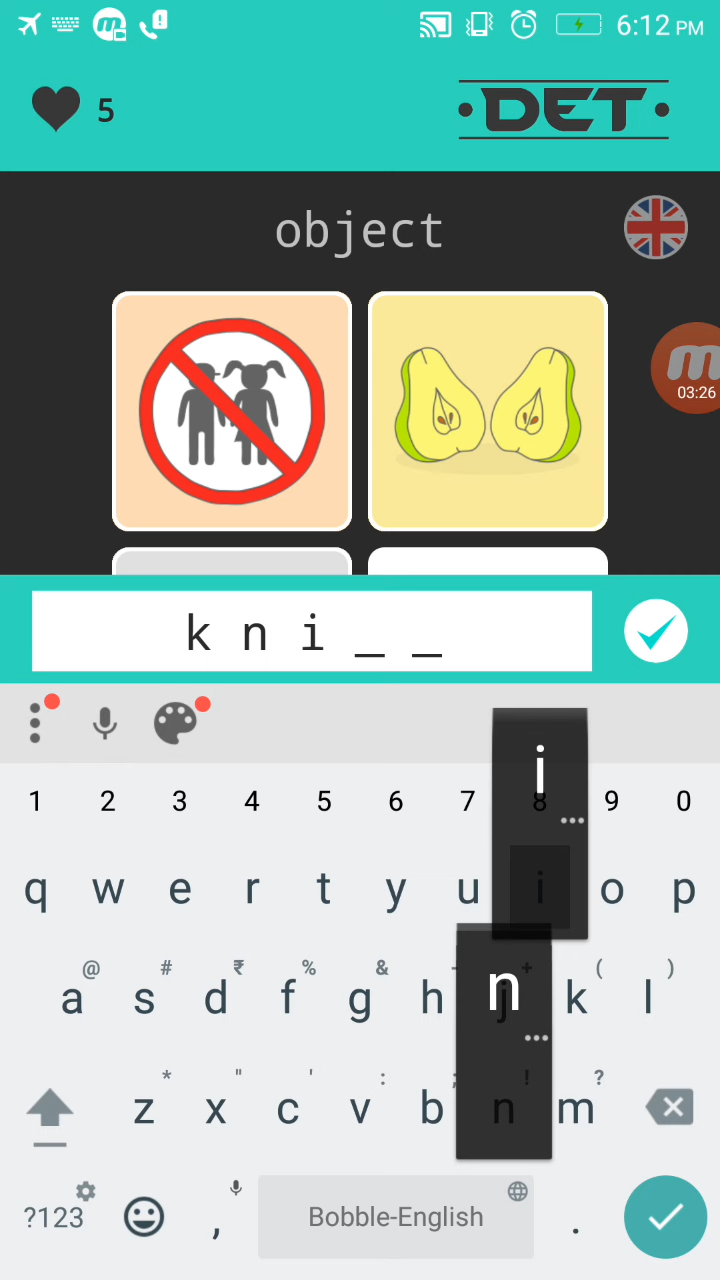 6:12 PM
5 DET
object
03:26
k n i _ _
i
1 2 3 4 5 6 7 8 9 0
q w e r t y u i o p
@ # ₹ % & - + ( )
a s d f g h j k l
n
* " ' : ; ! ?
z x c v b n m
?123 , Bobble-English .